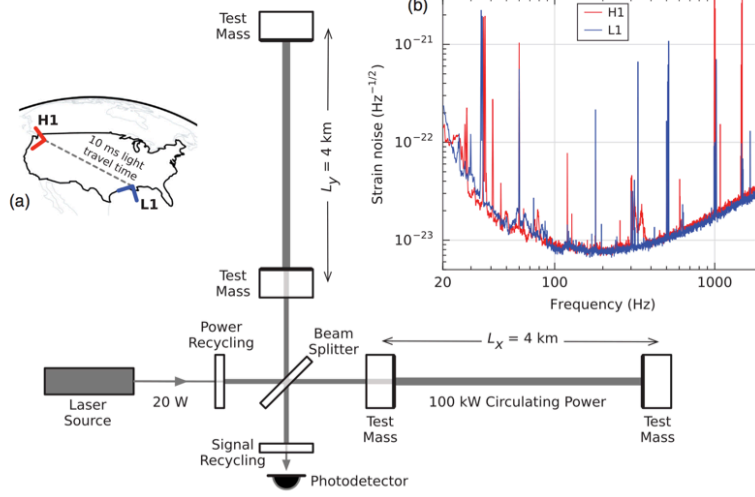 Test
Mass
(b)
H1
L1
10⁻²¹
10⁻²²
10⁻²³
Strain noise (Hz⁻¹/²)
20
100
1000
Frequency (Hz)
H1
10 ms light
travel time
L1
(a)
Ly = 4 km
Test
Mass
Power
Recycling
Beam
Splitter
Lx = 4 km
Laser
Source
20 W
100 kW Circulating Power
Test
Mass
Test
Mass
Signal
Recycling
Photodetector